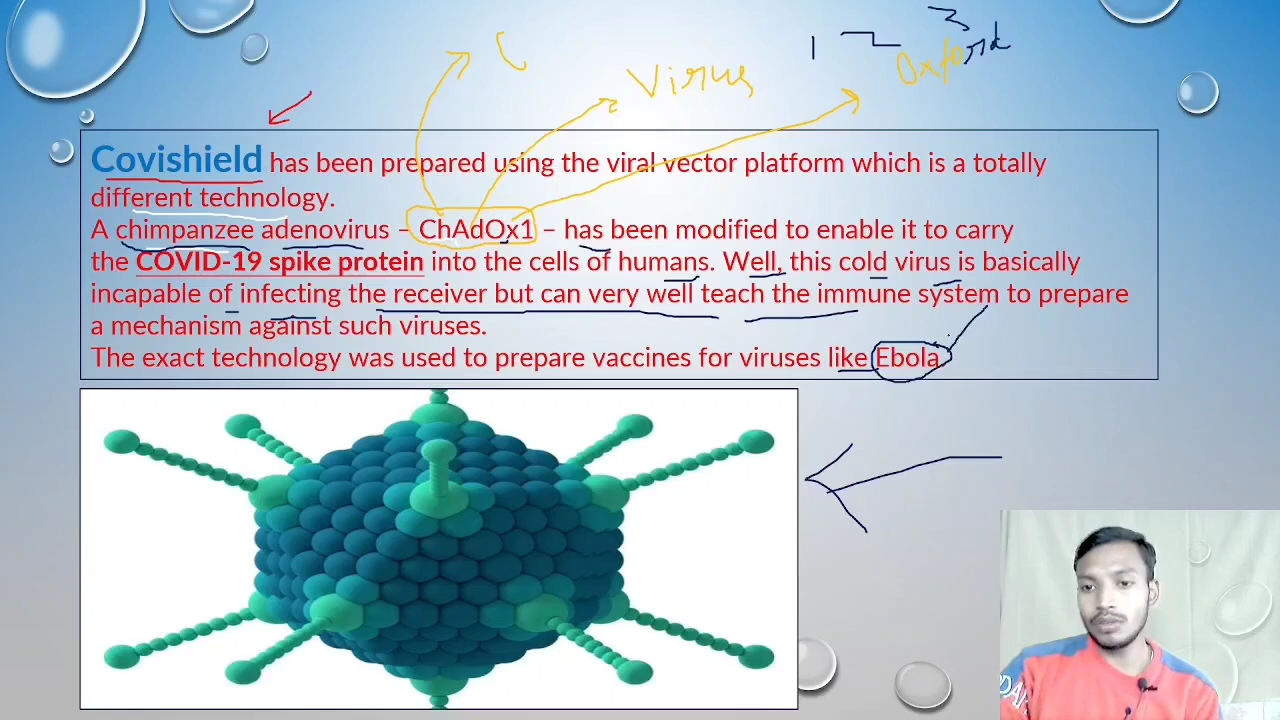 Virus
Oxford
Covishield has been prepared using the viral vector platform which is a totally
different technology.
A chimpanzee adenovirus – ChAdOx1 – has been modified to enable it to carry
the COVID-19 spike protein into the cells of humans. Well, this cold virus is basically
incapable of infecting the receiver but can very well teach the immune system to prepare
a mechanism against such viruses.
The exact technology was used to prepare vaccines for viruses like Ebola.